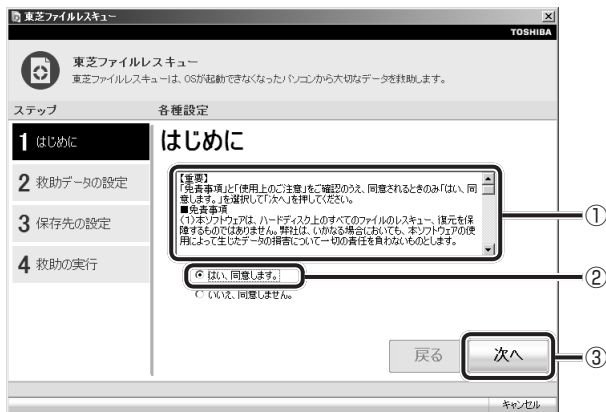 東芝ファイルレスキュー
TOSHIBA
東芝ファイルレスキュー
東芝ファイルレスキューは、OSが起動できなくなったパソコンから大切なデータを救助します。
ステップ
各種設定
1 はじめに
2 救助データの設定
3 保存先の設定
4 救助の実行
はじめに
【重要】
「免責事項」と「使用上のご注意」をご確認のうえ、同意されるときのみ「はい、同
意します。」を選択して「次へ」を押してください。
■免責事項
(1)本ソフトウェアは、ハードディスク上のすべてのファイルのレスキュー、復元を保
障するものではありません。弊社は、いかなる場合においても、本ソフトウェアの使
用によって生じたデータの損害について一切の責任を負わないものとします。
①
はい、同意します。
②
いいえ、同意しません。
戻る
次へ
③
キャンセル